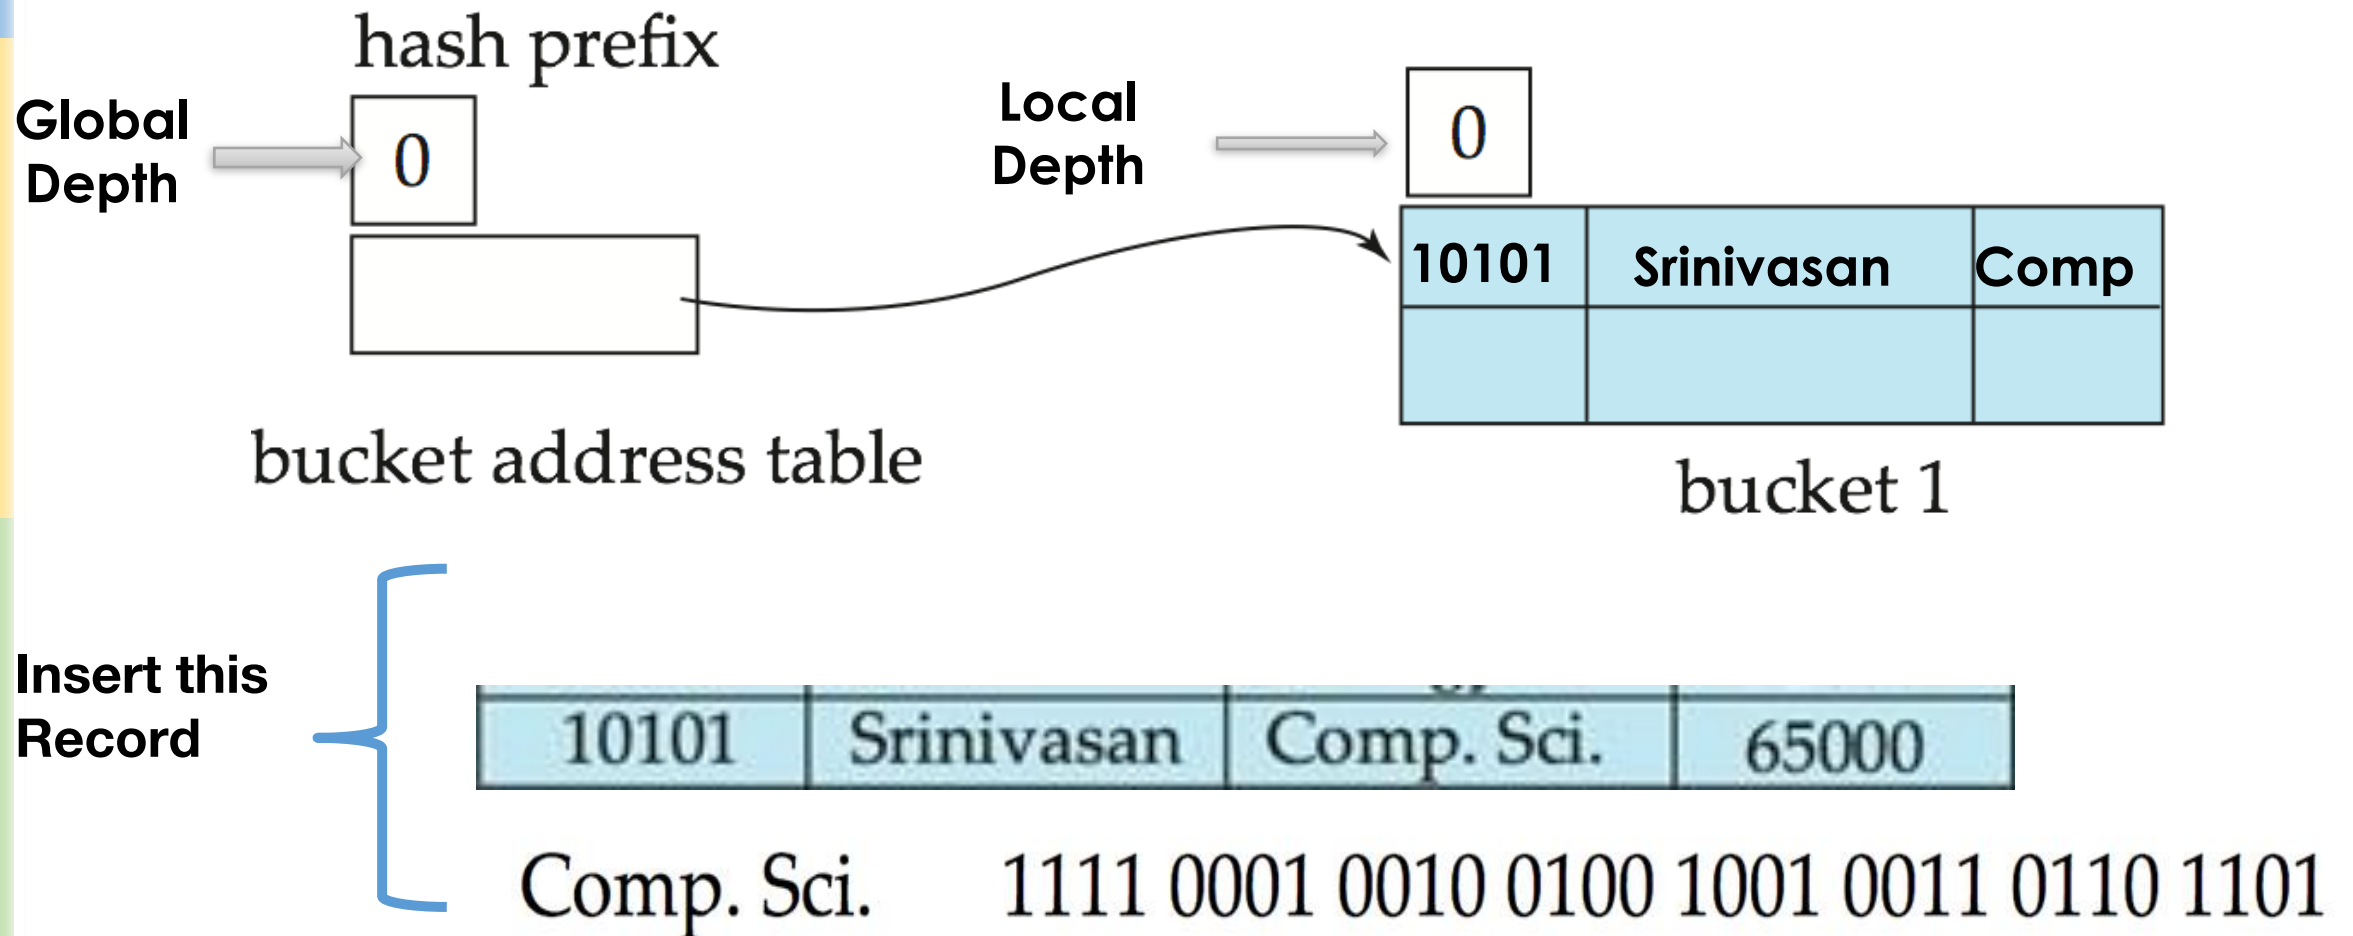 hash prefix
Global
Depth
0
Local
Depth
0
10101 Srinivasan Comp
bucket address table
bucket 1
Insert this
Record
10101 Srinivasan Comp. Sci. 65000
Comp. Sci. 1111 0001 0010 0100 1001 0011 0110 1101